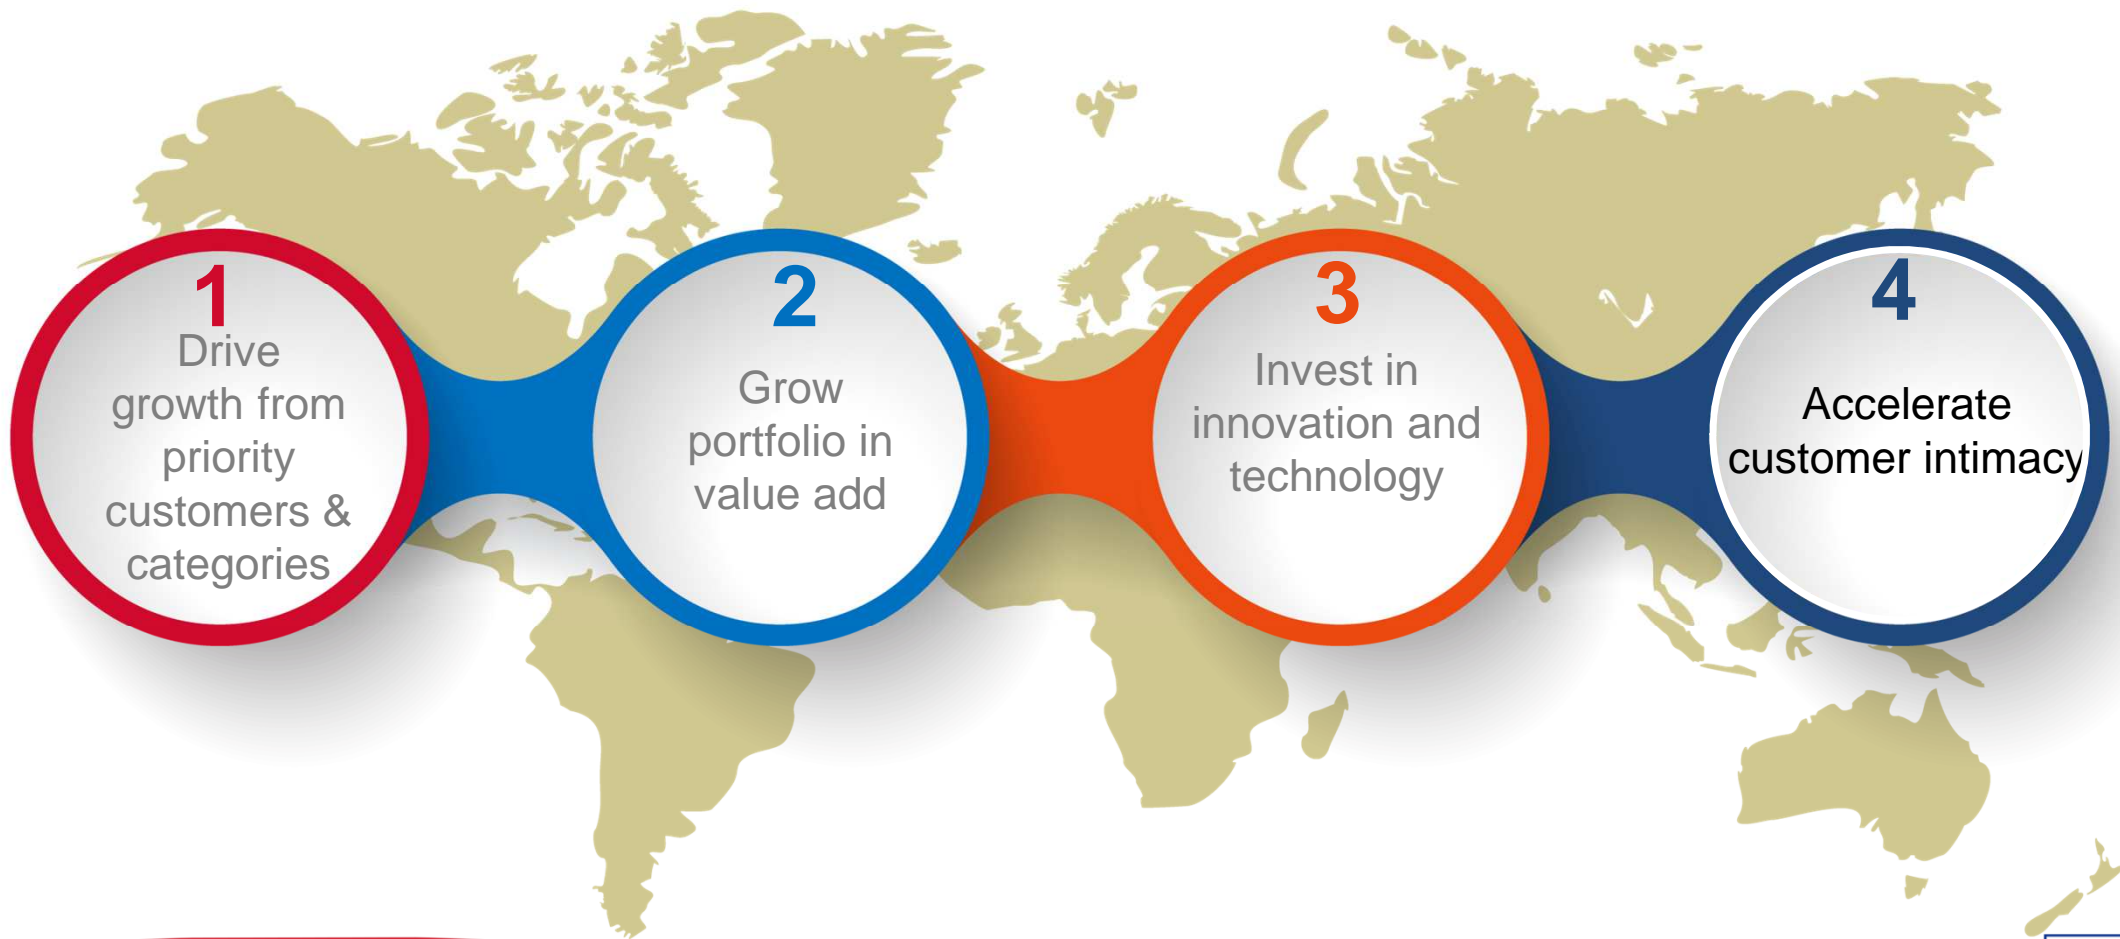 1
Drive
growth from
priority
customers &
categories
2
Grow
portfolio in
value add
3
Invest in
innovation and
technology
4
Accelerate
customer intimacy